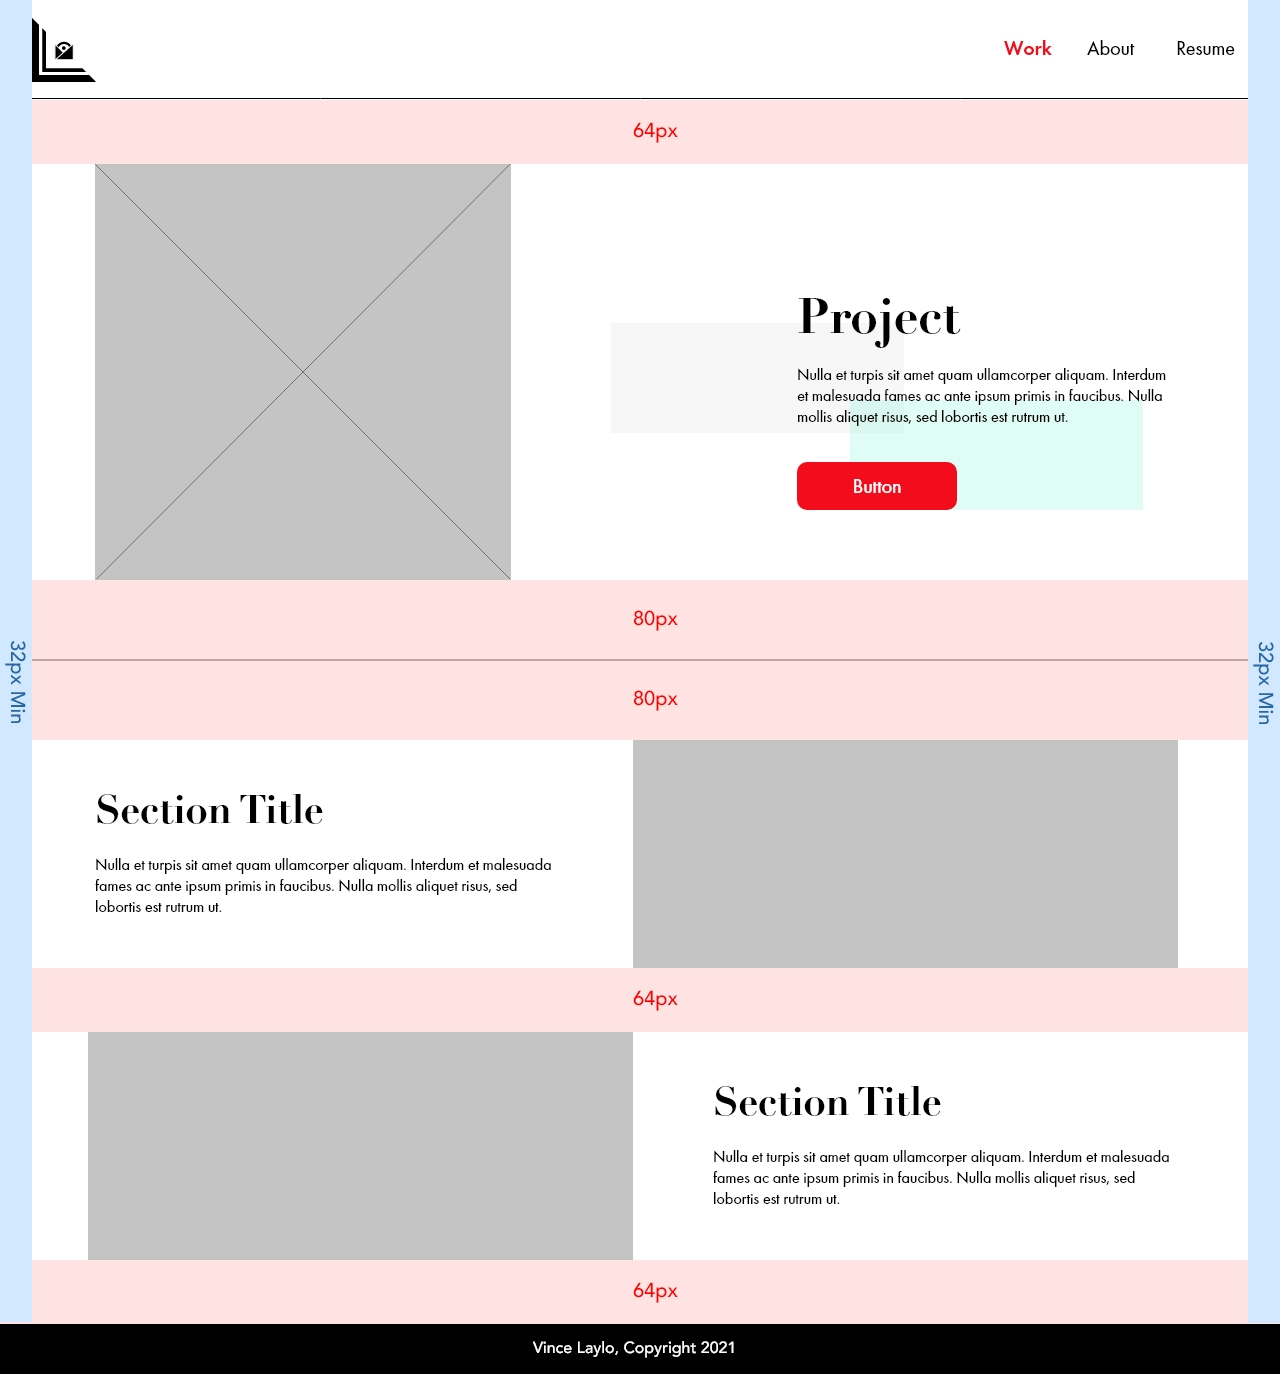 Work About Resume
64px
Project
Nulla et turpis sit amet quam ullamcorper aliquam. Interdum
et malesuada fames ac ante ipsum primis in faucibus. Nulla
mollis aliquet risus, sed lobortis est rutrum ut.
Button
80px
32px Min
32px Min
80px
Section Title
Nulla et turpis sit amet quam ullamcorper aliquam. Interdum et malesuada
fames ac ante ipsum primis in faucibus. Nulla mollis aliquet risus, sed
lobortis est rutrum ut.
64px
Section Title
Nulla et turpis sit amet quam ullamcorper aliquam. Interdum et malesuada
fames ac ante ipsum primis in faucibus. Nulla mollis aliquet risus, sed
lobortis est rutrum ut.
64px
Vince Laylo, Copyright 2021